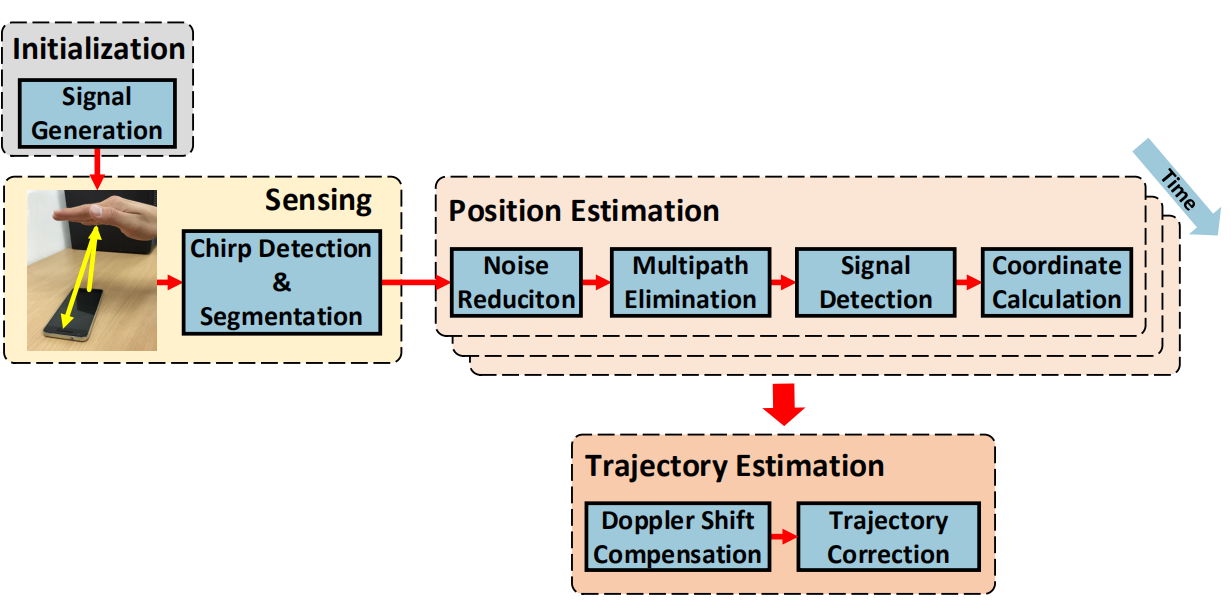 Initialization
Signal
Generation
Sensing
Chirp Detection
&
Segmentation
Position Estimation
Noise
Reduciton
Multipath
Elimination
Signal
Detection
Coordinate
Calculation
Time
Trajectory Estimation
Doppler Shift
Compensation
Trajectory
Correction